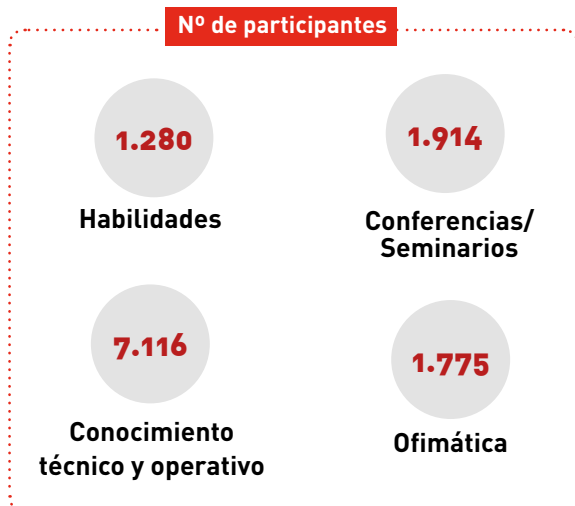 Nº de participantes
1.280
Habilidades
1.914
Conferencias/
Seminarios
7.116
Conocimiento
técnico y operativo
1.775
Ofimática